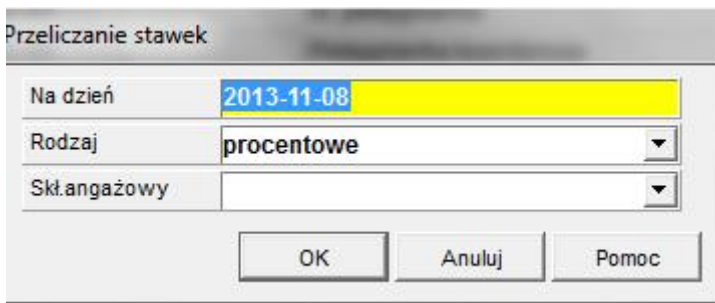 Przeliczanie stawek
Na dzień 2013-11-08
Rodzaj procentowe
Skł.angażowy
OK Anuluj Pomoc